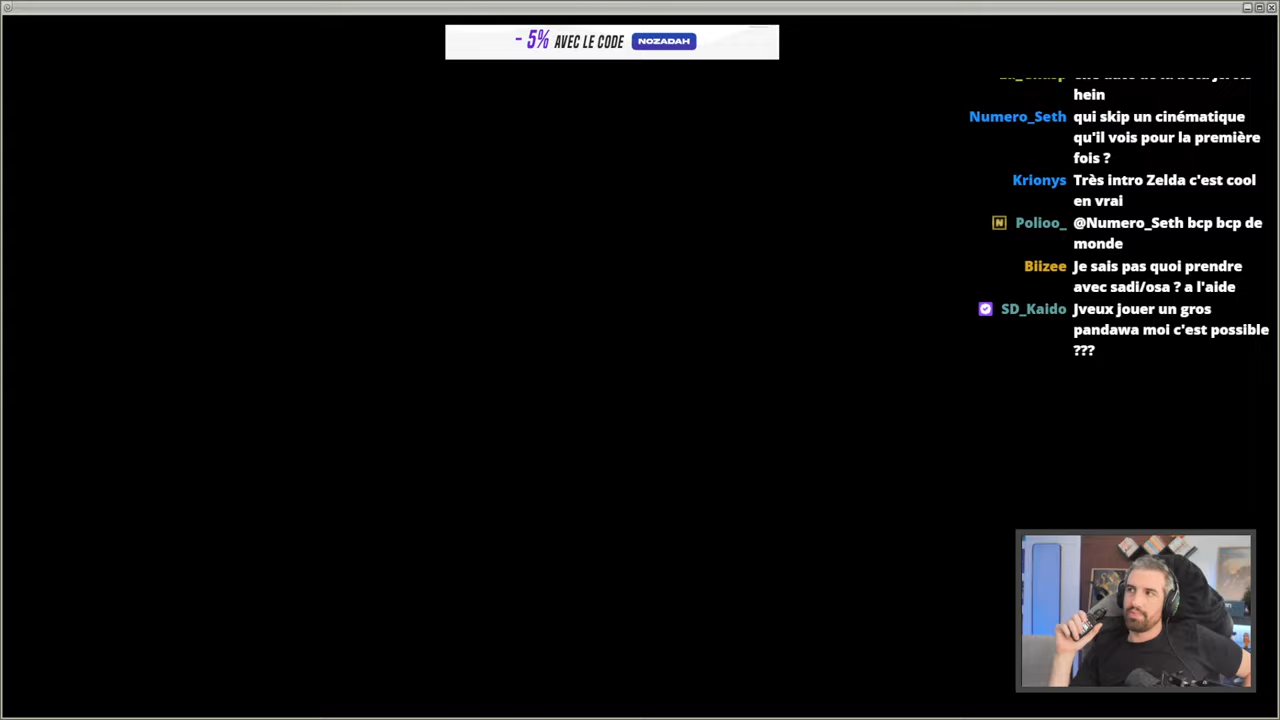 - 5% AVEC LE CODE NOZADAH
hein
Numero_Seth qui skip un cinématique
qu'il vois pour la première
fois ?
Krionys Très intro Zelda c'est cool
en vrai
N Polioo_ @Numero_Seth bcp bcp de
monde
Biizee Je sais pas quoi prendre
avec sadi/osa ? a l'aide
SD_Kaido Jveux jouer un gros
pandawa moi c'est possible
???